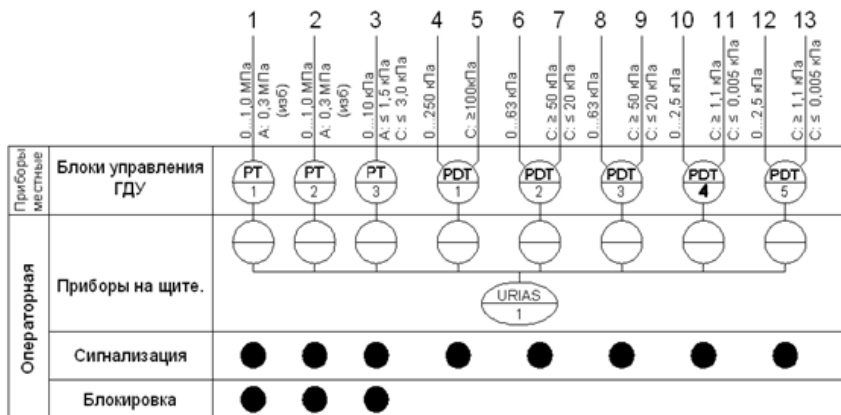 1 2 3 4 5 6 7 8 9 10 11 12 13
0...1,0 МПа
А: 0,3 МПа
(изб)
0...1,0 МПа
А: 0,3 МПа
(изб)
0...10 кПа
А: ≤ 1,5 кПа
С: ≤ 3,0 кПа
0...250 кПа
С: ≥100кПа
0...63 кПа
С: ≥ 50 кПа
С: ≤ 20 кПа
0...63 кПа
С: ≥ 50 кПа
С: ≤ 20 кПа
0...2,5 кПа
С: ≥ 1,1 кПа
С: ≤ 0,005 кПа
0...2,5 кПа
С: ≥ 1,1 кПа
С: ≤ 0,005 кПа
Приборы
местные
Блоки управления
ГДУ
PT PT PT PDT PDT PDT PDT PDT
1 2 3 1 2 3 4 5
Операторная
Приборы на щите.
URIAS
1
Сигнализация
Блокировка